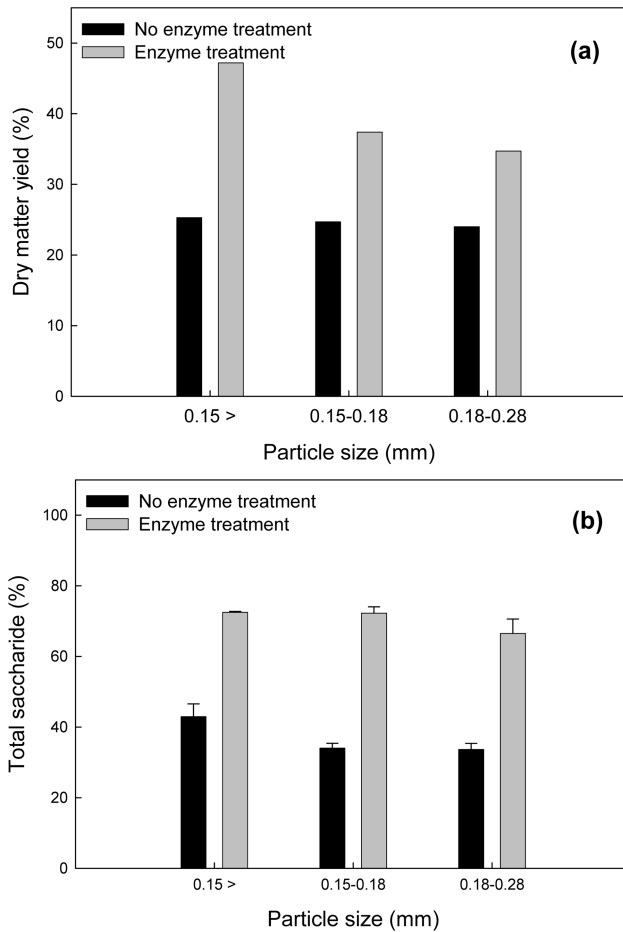 No enzyme treatment
Enzyme treatment
(a)
Dry matter yield (%)
50
40
30
20
10
0
0.15 > 0.15-0.18 0.18-0.28
Particle size (mm)
No enzyme treatment
Enzyme treatment
(b)
Total saccharide (%)
100
80
60
40
20
0
0.15 > 0.15-0.18 0.18-0.28
Particle size (mm)